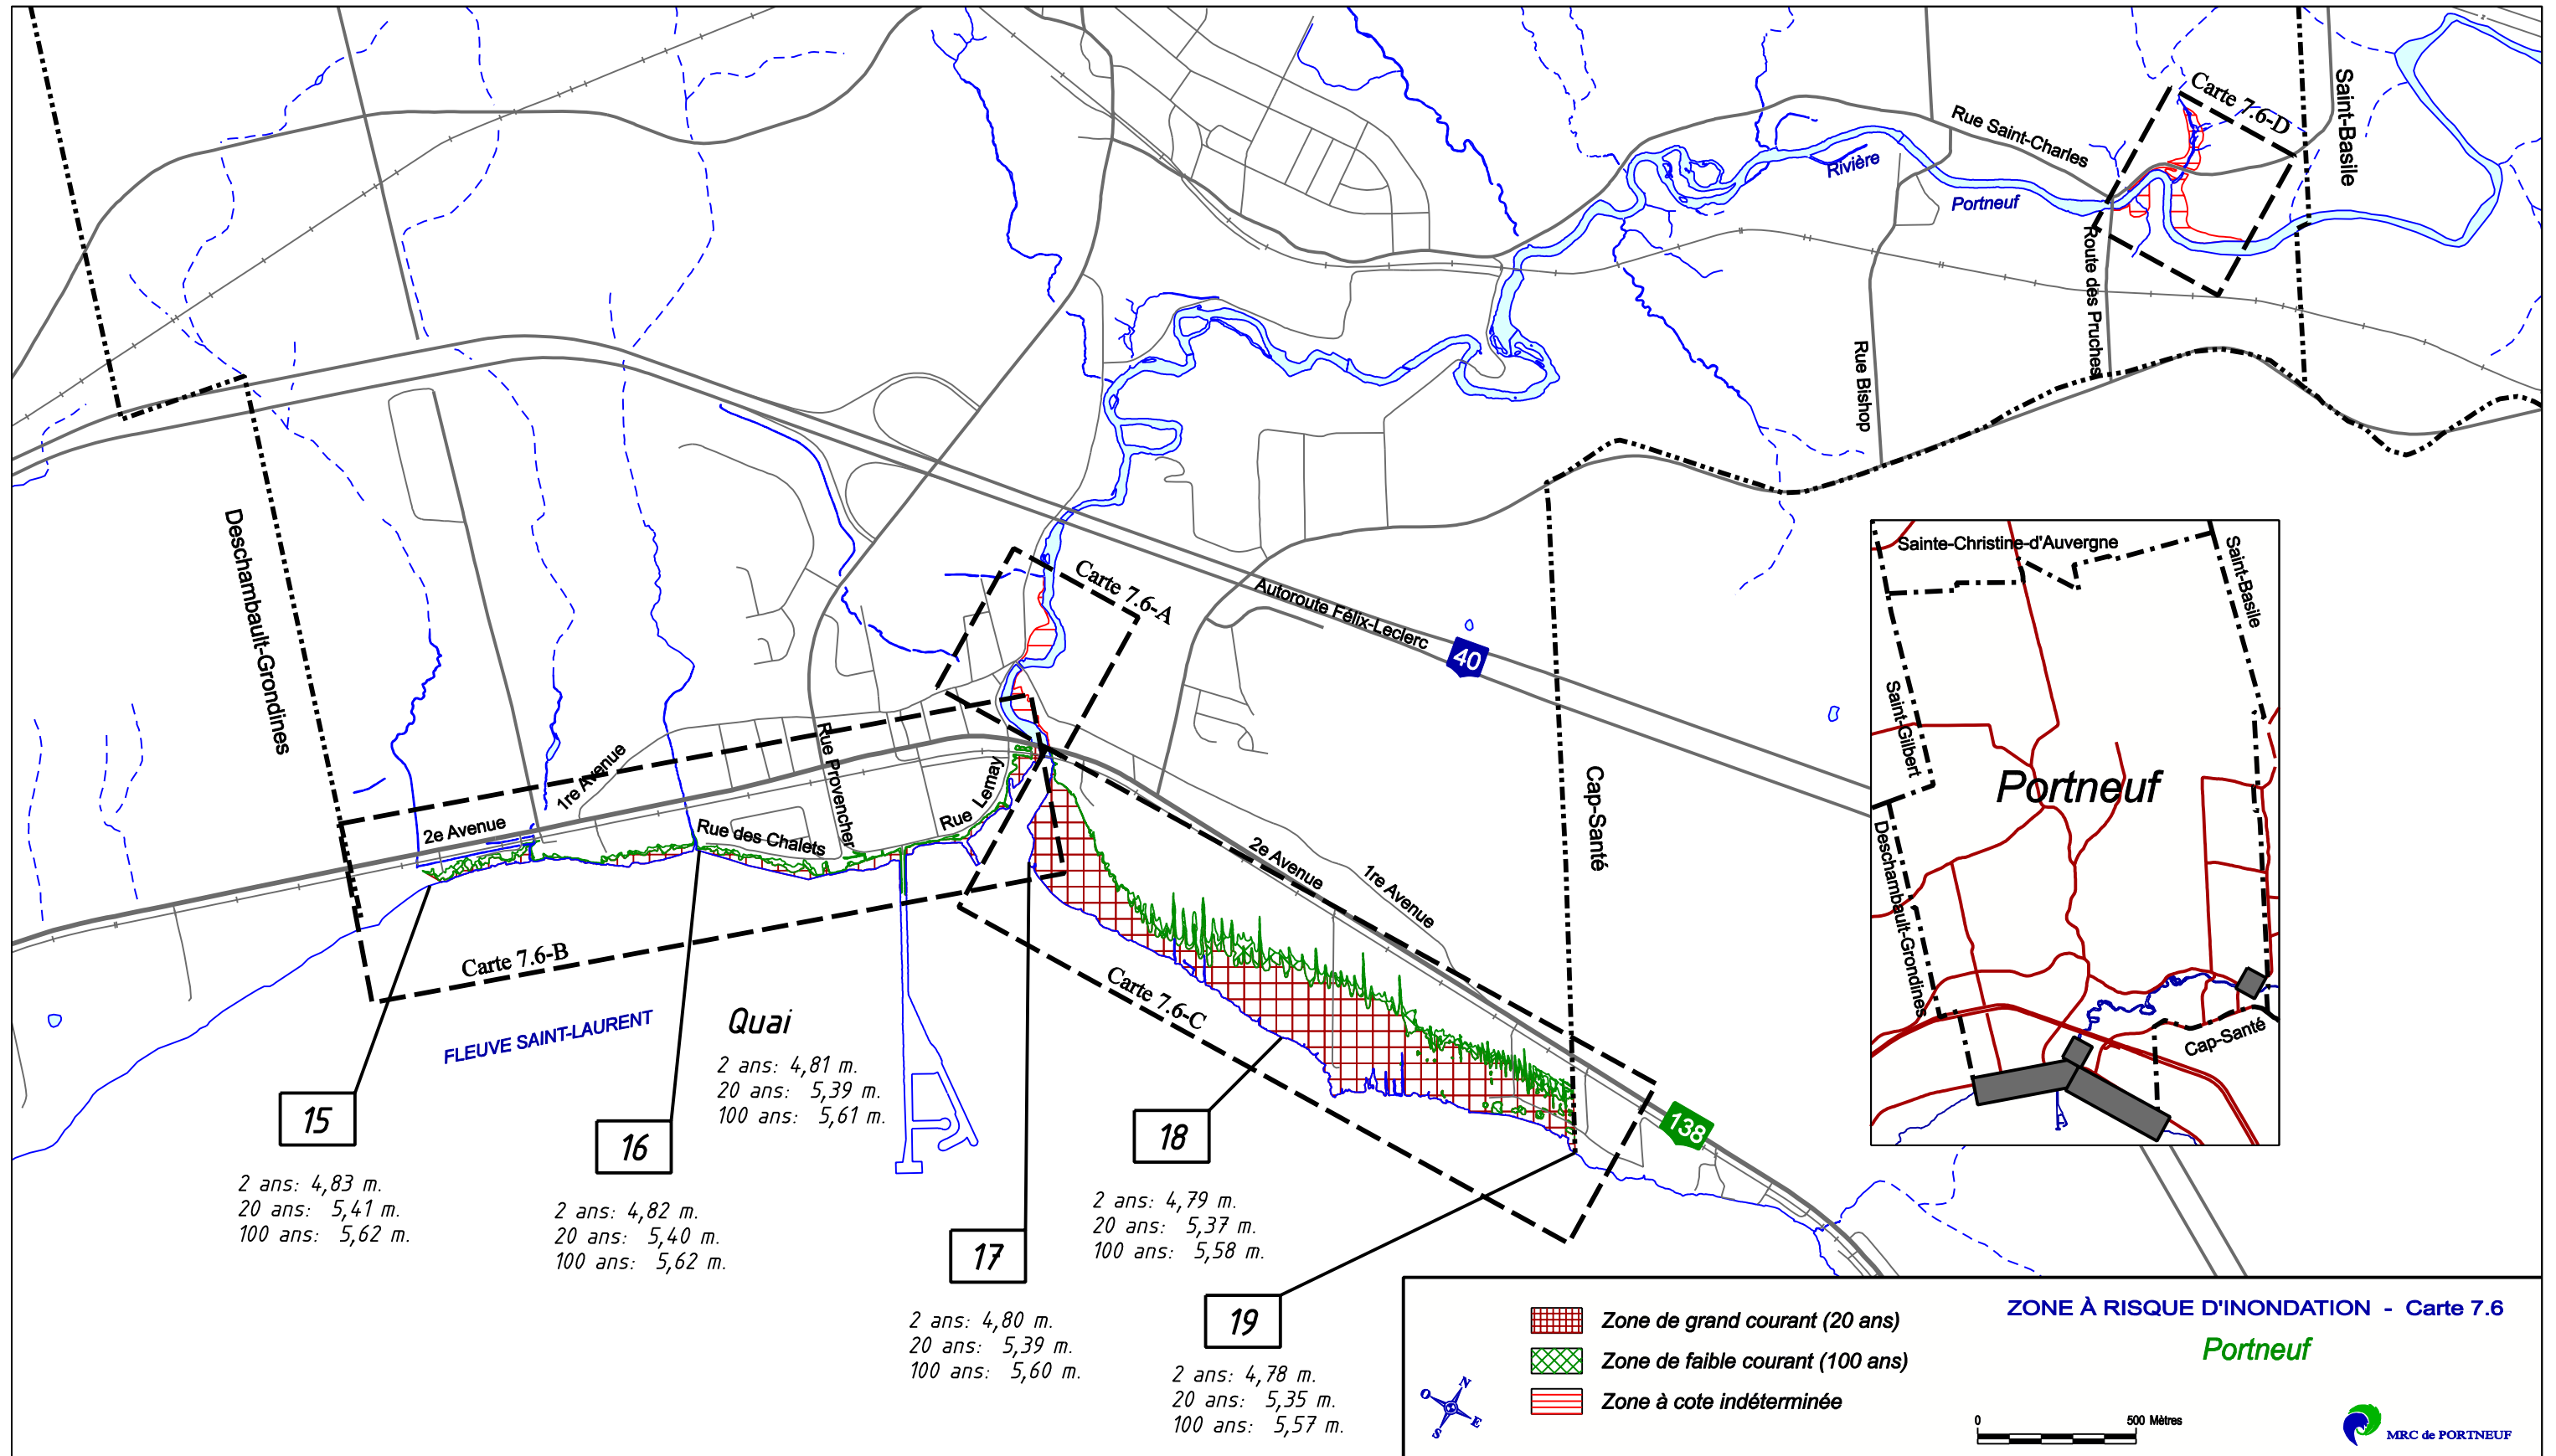 Carte 7.6-D
Saint-Basile
Rue Saint-Charles
Rivière
Portneuf
Route des Pruches
Rue Bishop
Deschambault-Grondines
Carte 7.6-A
Autoroute Félix-Leclerc
40
Cap-Santé
1re Avenue
2e Avenue
Rue Provencher
Rue Lemay
Rue des Chalets
2e Avenue
1re Avenue
Carte 7.6-B
Carte 7.6-C
FLEUVE SAINT-LAURENT
138
Quai
2 ans: 4,81 m.
20 ans: 5,39 m.
100 ans: 5,61 m.
15
2 ans: 4,83 m.
20 ans: 5,41 m.
100 ans: 5,62 m.
16
2 ans: 4,82 m.
20 ans: 5,40 m.
100 ans: 5,62 m.
17
2 ans: 4,80 m.
20 ans: 5,39 m.
100 ans: 5,60 m.
18
2 ans: 4,79 m.
20 ans: 5,37 m.
100 ans: 5,58 m.
19
2 ans: 4,78 m.
20 ans: 5,35 m.
100 ans: 5,57 m.
Sainte-Christine-d'Auvergne
Saint-Basile
Saint-Gilbert
Portneuf
Deschambault-Grondines
Cap-Santé
Zone de grand courant (20 ans)
Zone de faible courant (100 ans)
Zone à cote indéterminée
N
O
E
S
ZONE À RISQUE D'INONDATION - Carte 7.6
Portneuf
0
500 Mètres
MRC de PORTNEUF